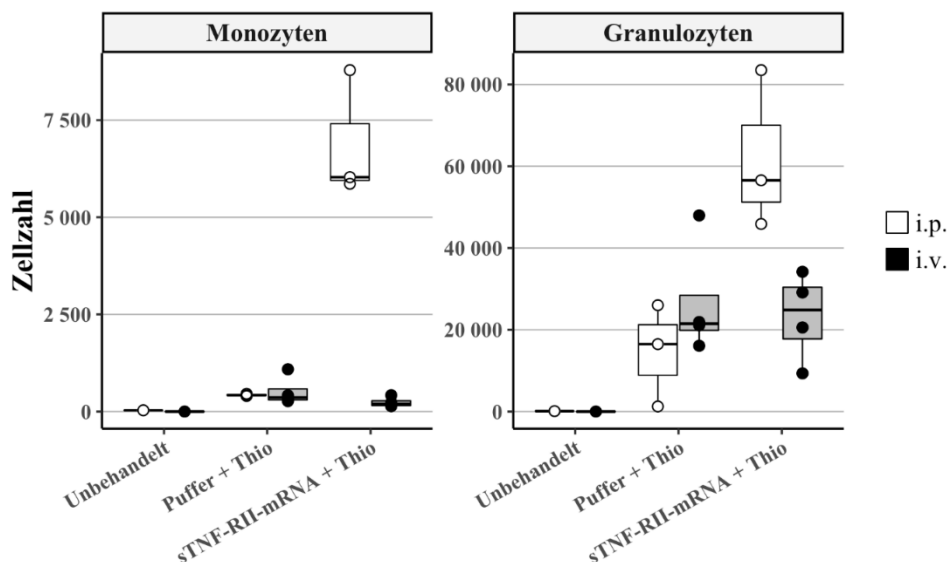 Monozyten
Granulozyten
Zellzahl
7 500
5 000
2 500
0
80 000
60 000
40 000
20 000
0
Unbehandelt
Puffer + Thio
sTNF-RII-mRNA + Thio
Unbehandelt
Puffer + Thio
sTNF-RII-mRNA + Thio
i.p.
i.v.